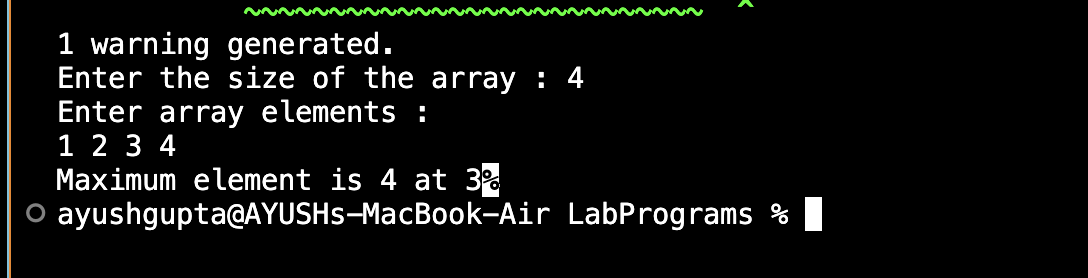 1 warning generated.
Enter the size of the array : 4
Enter array elements :
1 2 3 4
Maximum element is 4 at 3%
ayushgupta@AYUSHs-MacBook-Air LabPrograms %